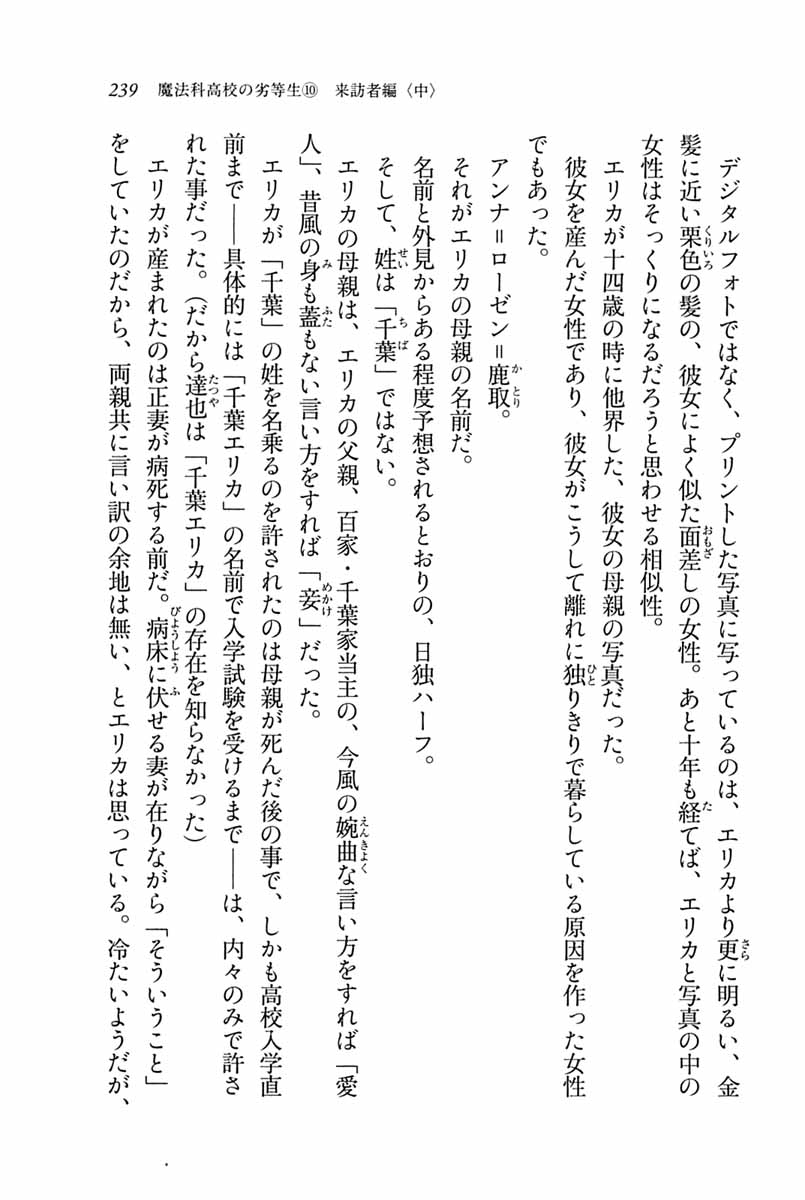 239　魔法科高校の劣等生⑩　来訪者編〈中〉
　デジタルフォトではなく、プリントした写真に写っているのは、エリカより更に明るい、金
髪に近い栗色の髪の、彼女によく似た面差しの女性。あと十年も経てば、エリカと写真の中の
女性はそっくりになるだろうと思わせる相似性。
　エリカが十四歳の時に他界した、彼女の母親の写真だった。
　彼女を産んだ女性であり、彼女がこうして離れに独りきりで暮らしている原因を作った女性
でもあった。
　アンナ＝ローゼン＝鹿取。
　それがエリカの母親の名前だ。
　名前と外見からある程度予想されるとおりの、日独ハーフ。
　そして、姓は「千葉」ではない。
　エリカの母親は、エリカの父親、百家・千葉家当主の、今風の婉曲な言い方をすれば「愛
人」、昔風の身も蓋もない言い方をすれば「妾」だった。
　エリカが「千葉」の姓を名乗るのを許されたのは母親が死んだ後の事で、しかも高校入学直
前まで――具体的には「千葉エリカ」の名前で入学試験を受けるまで――は、内々のみで許さ
れた事だった。（だから達也は「千葉エリカ」の存在を知らなかった）
　エリカが産まれたのは正妻が病死する前だ。病床に伏せる妻が在りながら「そういうこと」
をしていたのだから、両親共に言い訳の余地は無い、とエリカは思っている。冷たいようだが、